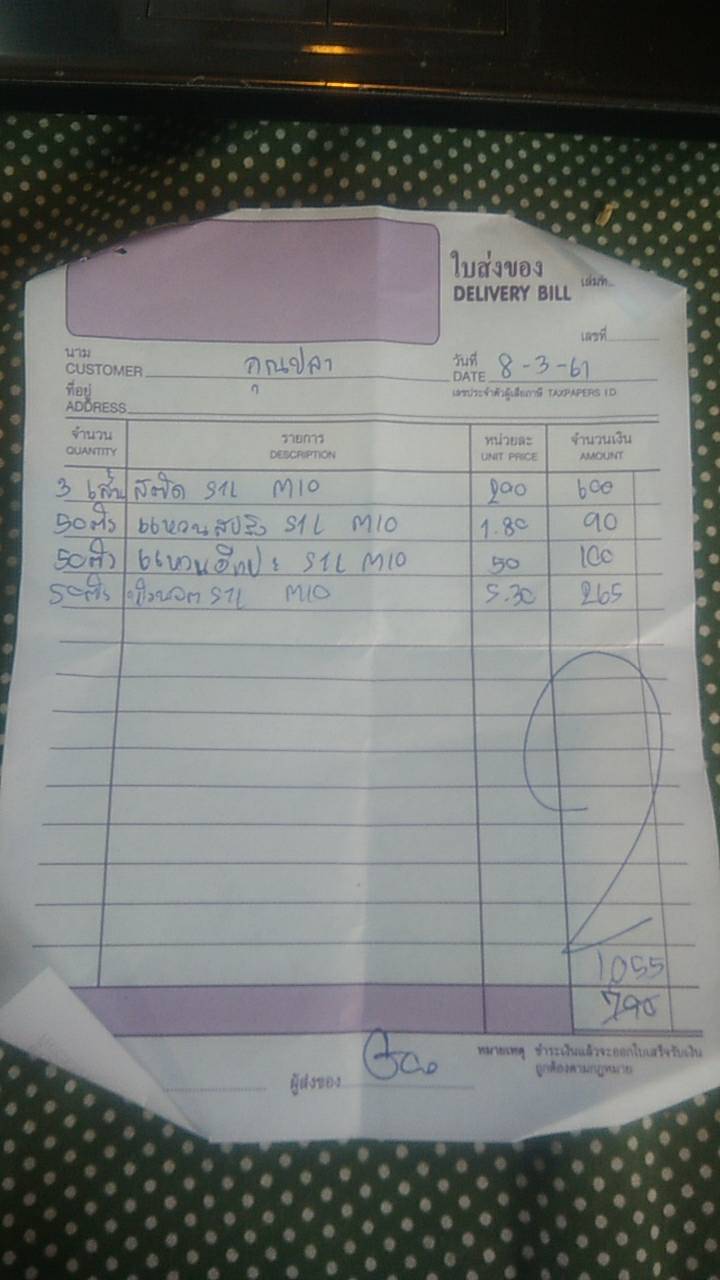 ใบส่งของ เล่มที่
DELIVERY BILL
เลขที่
นาม
CUSTOMER คุณปลา
วันที่
DATE 8-3-61
ที่อยู่
ADDRESS
เลขประจำตัวผู้เสียภาษี TAXPAPERS I.D
จำนวน รายการ หน่วยละ จำนวนเงิน
QUANTITY DESCRIPTION UNIT PRICE AMOUNT
3 เส้น สตัด S1L M10 200 600
50 ตัว แหวนสปริง S1L M10 1.80 90
50 ตัว แหวนอีแปะ S1L M10 50 100
50 ตัว หัวนอต S1L M10 5.30 265
1055
790
หมายเหตุ ชำระเงินแล้วจะออกใบเสร็จรับเงิน
ถูกต้องตามกฎหมาย
ผู้ส่งของ